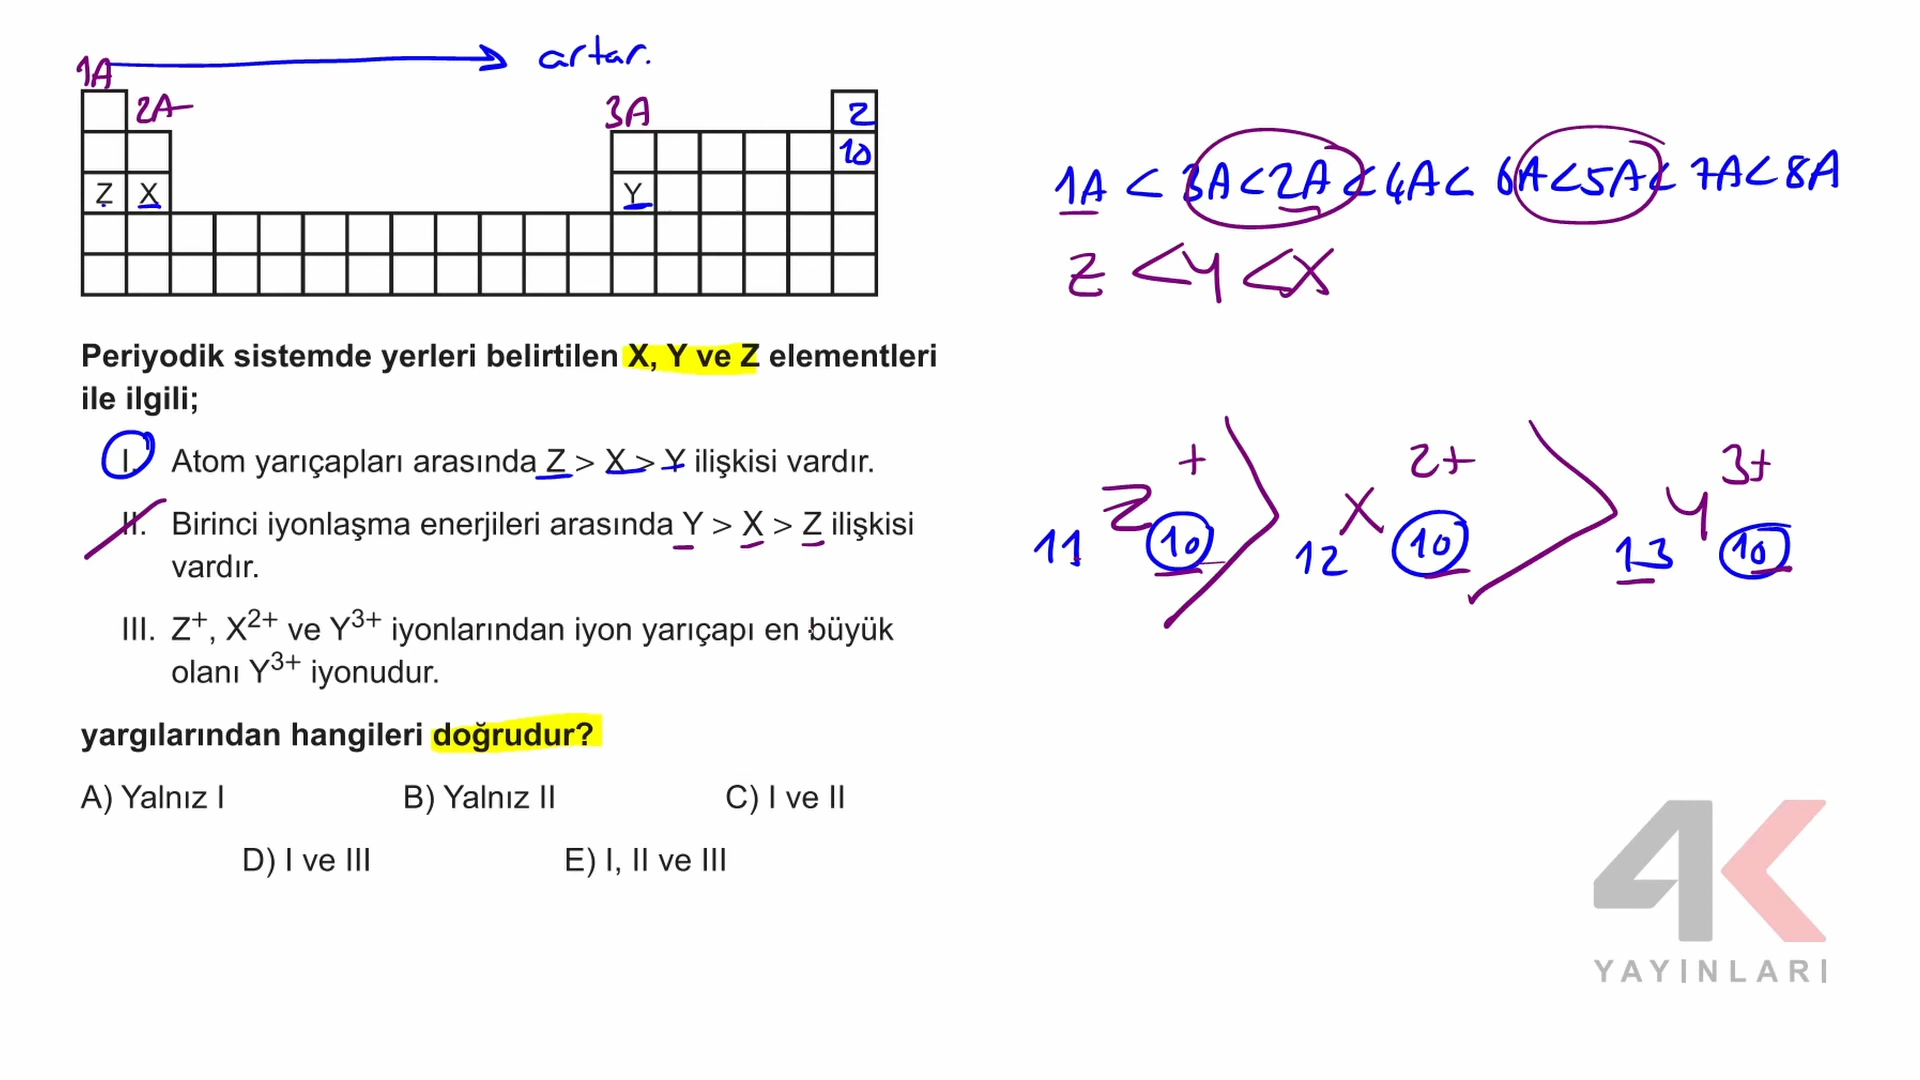 1A artar.
2A 3A 2
10
Z X Y
1A < 3A < 2A < 4A < 6A < 5A < 7A < 8A
Z < Y < X
Periyodik sistemde yerleri belirtilen X, Y ve Z elementleri
ile ilgili;
I. Atom yarıçapları arasında Z > X > Y ilişkisi vardır.
II. Birinci iyonlaşma enerjileri arasında Y > X > Z ilişkisi
vardır.
III. Z⁺, X²⁺ ve Y³⁺ iyonlarından iyon yarıçapı en büyük
olanı Y³⁺ iyonudur.
yargılarından hangileri doğrudur?
A) Yalnız I B) Yalnız II C) I ve II
D) I ve III E) I, II ve III
11 Z⁺ 10 > 12 X²⁺ 10 > 13 Y³⁺ 10
4K
YAYINLARI